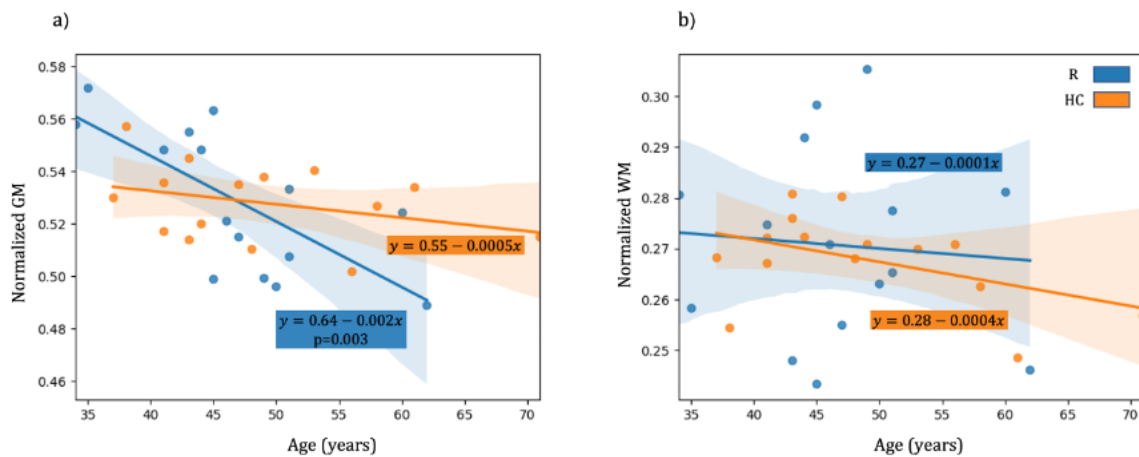 a)
b)
0.58
0.56
0.54
0.52
0.50
0.48
0.46
Normalized GM
y = 0.55 − 0.0005x
y = 0.64 − 0.002x
p=0.003
35 40 45 50 55 60 65 70
Age (years)
0.30
0.29
0.28
0.27
0.26
0.25
Normalized WM
R
HC
y = 0.27 − 0.0001x
y = 0.28 − 0.0004x
35 40 45 50 55 60 65 70
Age (years)